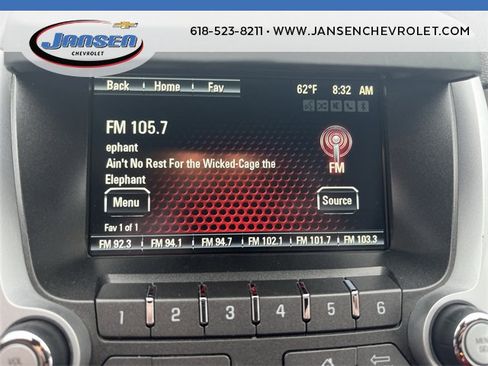 JANSEN
CHEVROLET
618-523-8211 • WWW.JANSENCHEVROLET.COM
Back Home Fav 62°F 8:32 AM
FM 105.7
ephant
Ain't No Rest For the Wicked-Cage the
Elephant
FM
Menu Source
Fav 1 of 1
FM 92.3 FM 94.1 FM 94.7 FM 102.1 FM 101.7 FM 103.3
1 2 3 4 5 6
VOL MENU
SEL